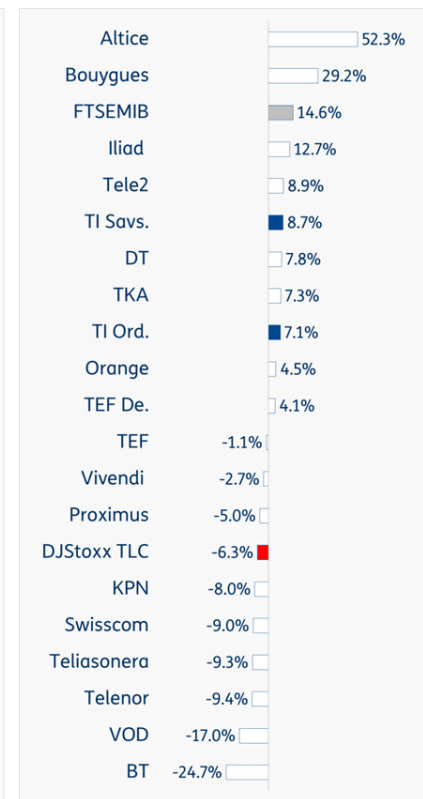 Altice 52.3%
Bouygues 29.2%
FTSEMIB 14.6%
Iliad 12.7%
Tele2 8.9%
TI Savs. 8.7%
DT 7.8%
TKA 7.3%
TI Ord. 7.1%
Orange 4.5%
TEF De. 4.1%
TEF -1.1%
Vivendi -2.7%
Proximus -5.0%
DJStoxx TLC -6.3%
KPN -8.0%
Swisscom -9.0%
Teliasonera -9.3%
Telenor -9.4%
VOD -17.0%
BT -24.7%